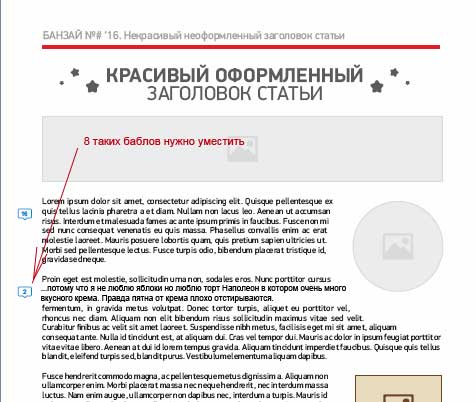 БАНЗАЙ №# '16. Некрасивый неоформленный заголовок статьи
КРАСИВЫЙ ОФОРМЛЕННЫЙ
ЗАГОЛОВОК СТАТЬИ
8 таких баблов нужно уместить
Lorem ipsum dolor sit amet, consectetur adipiscing elit. Quisque pellentesque ex
16
quis tellus lacinia pharetra a et diam. Nullam non lacus leo. Aenean ut accumsan
risus. Interdum et malesuada fames ac ante ipsum primis in faucibus. Fusce non mi
sed nunc consequat venenatis eu quis massa. Phasellus convallis enim ac erat
molestie laoreet. Mauris posuere lobortis quam, quis pretium sapien ultricies ut.
Morbi sed pellentesque lectus. Fusce turpis odio, bibendum placerat tristique id,
gravida sed neque.
Proin eget est molestie, sollicitudin urna non, sodales eros. Nunc porttitor cursus
2
...потому что я не люблю яблоки но люблю торт Наполеон в котором очень много
вкусного крема. Правда пятна от крема плохо отстирываются.
fermentum, in gravida metus volutpat. Donec tortor turpis, aliquet eu porttitor vel,
rhoncus nec diam. Aliquam non elit bibendum risus sollicitudin maximus vitae sed velit.
Curabitur finibus ac velit sit amet laoreet. Suspendisse nibh metus, facilisis eget mi sit amet, aliquam
consequat ante. Nulla id tincidunt est, at aliquam dui. Cras vel tempor dui. Mauris ac dolor in ipsum feugiat porttitor
vitae vitae libero. Aenean at dui id lorem tempus gravida. Aliquam tincidunt imperdiet faucibus. Quisque quis tellus
blandit, eleifend turpis sed, blandit purus. Vestibulum elementum aliquam dapibus.
Fusce hendrerit commodo magna, ac pellentesque metus dignissim a. Aliquam non
ullamcorper enim. Morbi placerat massa nec neque hendrerit, nec interdum massa
luctus. Nam enim augue, ullamcorper non dapibus nec, interdum a turpis. Mauris id